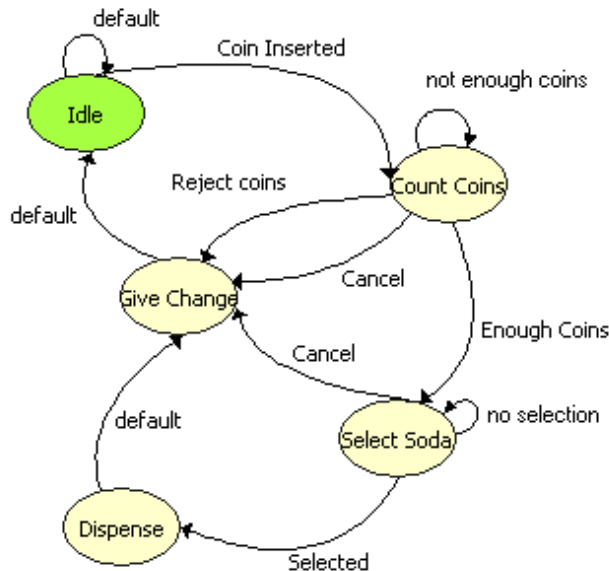 default
Coin Inserted
not enough coins
Idle
Reject coins
Count Coins
default
Cancel
Give Change
Enough Coins
Cancel
default
no selection
Select Soda
Dispense
Selected